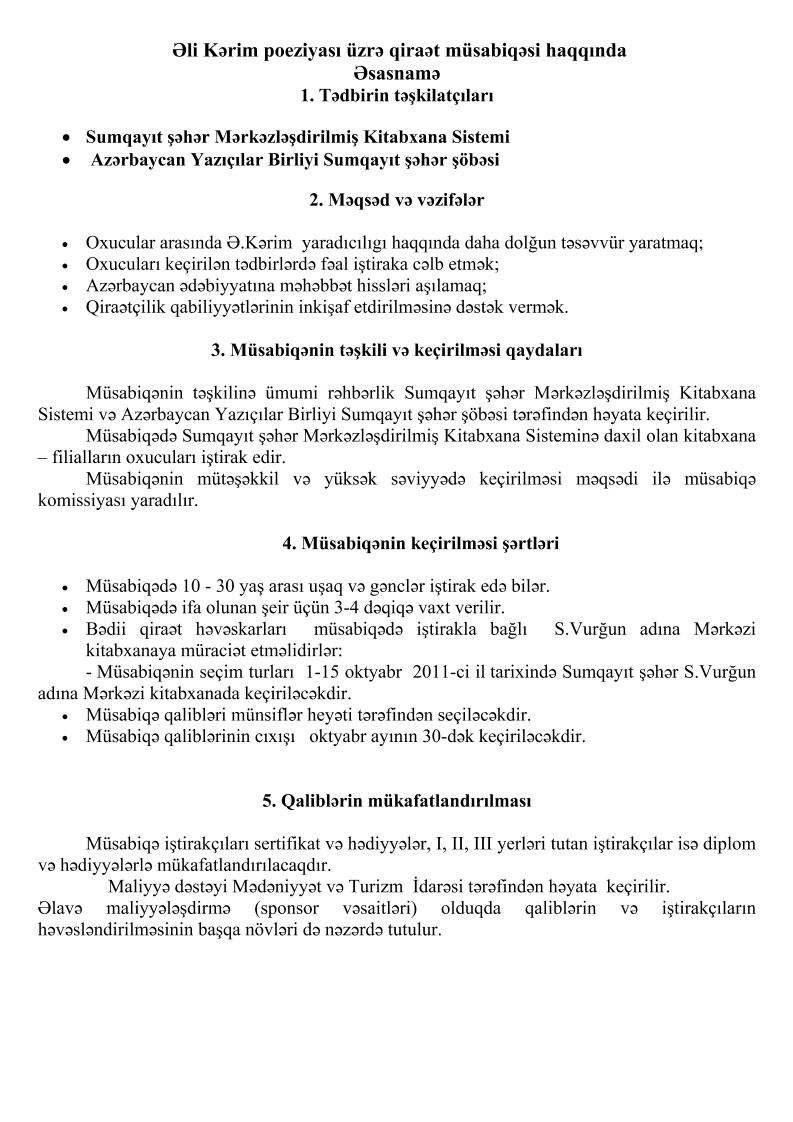 Əli Kərim poeziyası üzrə qiraət müsabiqəsi haqqında
Əsasnamə
1. Tədbirin təşkilatçıları
• Sumqayıt şəhər Mərkəzləşdirilmiş Kitabxana Sistemi
• Azərbaycan Yazıçılar Birliyi Sumqayıt şəhər şöbəsi
2. Məqsəd və vəzifələr
• Oxucular arasında Ə.Kərim yaradıcılıgı haqqında daha dolğun təsəvvür yaratmaq;
• Oxucuları keçirilən tədbirlərdə fəal iştiraka cəlb etmək;
• Azərbaycan ədəbiyyatına məhəbbət hissləri aşılamaq;
• Qiraətçilik qabiliyyətlərinin inkişaf etdirilməsinə dəstək vermək.
3. Müsabiqənin təşkili və keçirilməsi qaydaları
Müsabiqənin təşkilinə ümumi rəhbərlik Sumqayıt şəhər Mərkəzləşdirilmiş Kitabxana
Sistemi və Azərbaycan Yazıçılar Birliyi Sumqayıt şəhər şöbəsi tərəfindən həyata keçirilir.
Müsabiqədə Sumqayıt şəhər Mərkəzləşdirilmiş Kitabxana Sisteminə daxil olan kitabxana
– filialların oxucuları iştirak edir.
Müsabiqənin mütəşəkkil və yüksək səviyyədə keçirilməsi məqsədi ilə müsabiqə
komissiyası yaradılır.
4. Müsabiqənin keçirilməsi şərtləri
• Müsabiqədə 10 - 30 yaş arası uşaq və gənclər iştirak edə bilər.
• Müsabiqədə ifa olunan şeir üçün 3-4 dəqiqə vaxt verilir.
• Bədii qiraət həvəskarları müsabiqədə iştirakla bağlı S.Vurğun adına Mərkəzi
kitabxanaya müraciət etməlidirlər:
- Müsabiqənin seçim turları 1-15 oktyabr 2011-ci il tarixində Sumqayıt şəhər S.Vurğun
adına Mərkəzi kitabxanada keçiriləcəkdir.
• Müsabiqə qalibləri münsiflər heyəti tərəfindən seçiləcəkdir.
• Müsabiqə qaliblərinin cıxışı oktyabr ayının 30-dək keçiriləcəkdir.
5. Qaliblərin mükafatlandırılması
Müsabiqə iştirakçıları sertifikat və hədiyyələr, I, II, III yerləri tutan iştirakçılar isə diplom
və hədiyyələrlə mükafatlandırılacaqdır.
Maliyyə dəstəyi Mədəniyyət və Turizm İdarəsi tərəfindən həyata keçirilir.
Əlavə maliyyələşdirmə (sponsor vəsaitləri) olduqda qaliblərin və iştirakçıların
həvəsləndirilməsinin başqa növləri də nəzərdə tutulur.